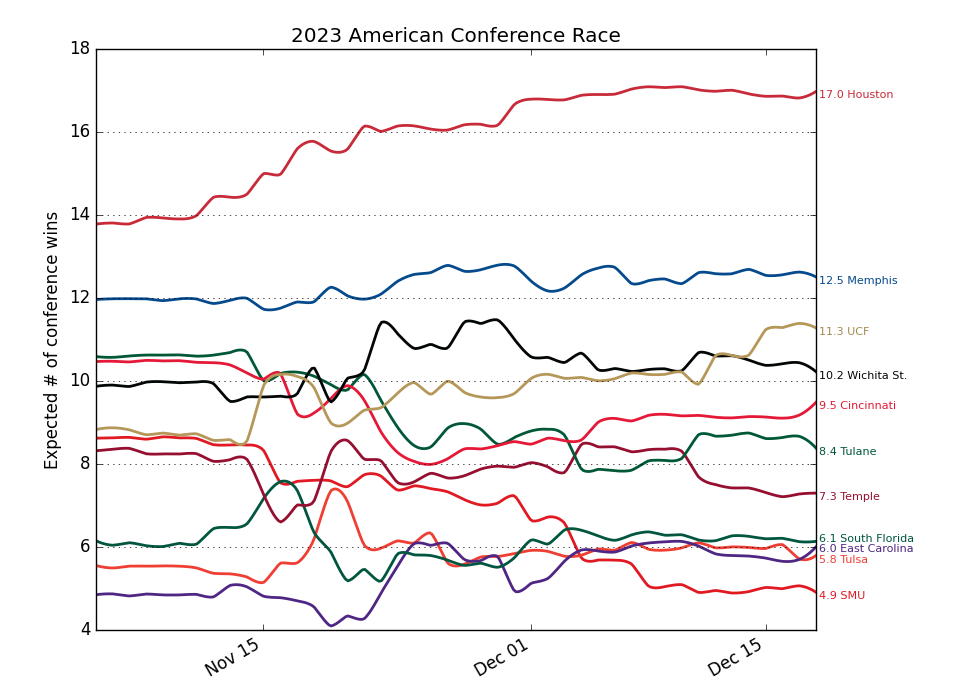 2023 American Conference Race
Expected # of conference wins
18
16
14
12
10
8
6
4
Nov 15
Dec 01
Dec 15
17.0 Houston
12.5 Memphis
11.3 UCF
10.2 Wichita St.
9.5 Cincinnati
8.4 Tulane
7.3 Temple
6.1 South Florida
6.0 East Carolina
5.8 Tulsa
4.9 SMU